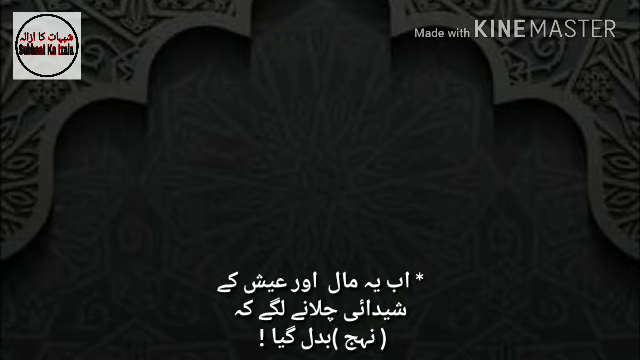 شبہات کا ازالہ
Subhaat Ka Izala
Made with KINEMASTER
* اب یہ مال اور عیش کے
شیدائی چلانے لگے کہ
( نہج )بدل گیا !